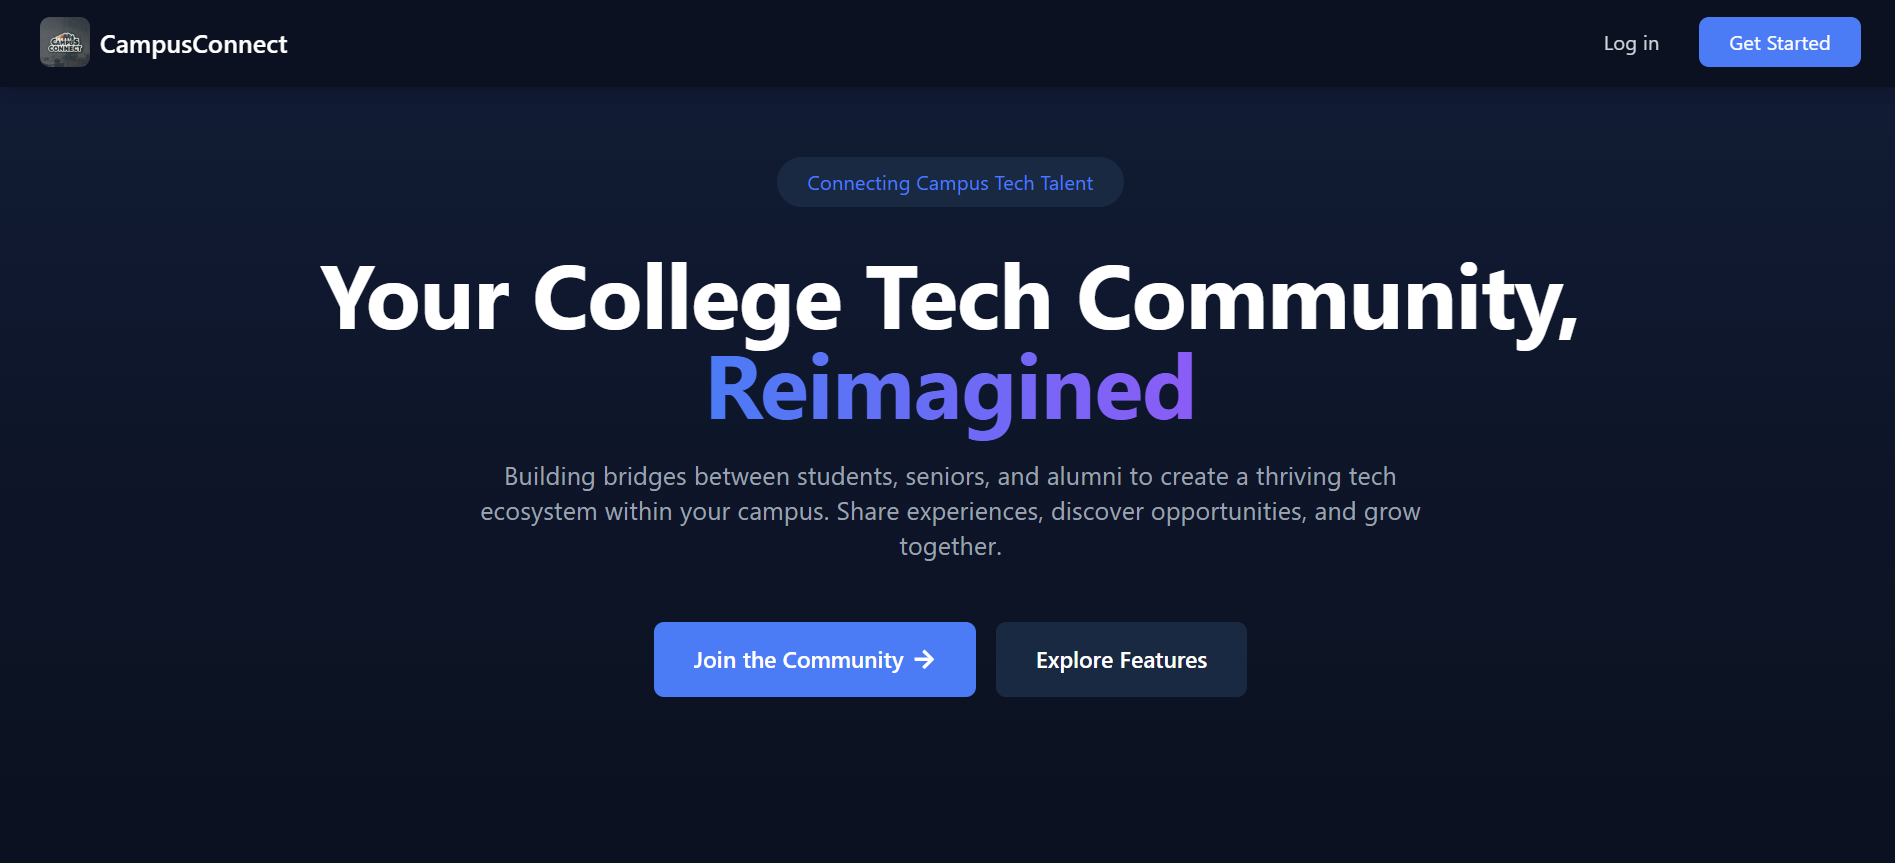 CAMPUS
CONNECT
CampusConnect
Log in
Get Started
Connecting Campus Tech Talent
Your College Tech Community,
Reimagined
Building bridges between students, seniors, and alumni to create a thriving tech
ecosystem within your campus. Share experiences, discover opportunities, and grow
together.
Join the Community →
Explore Features